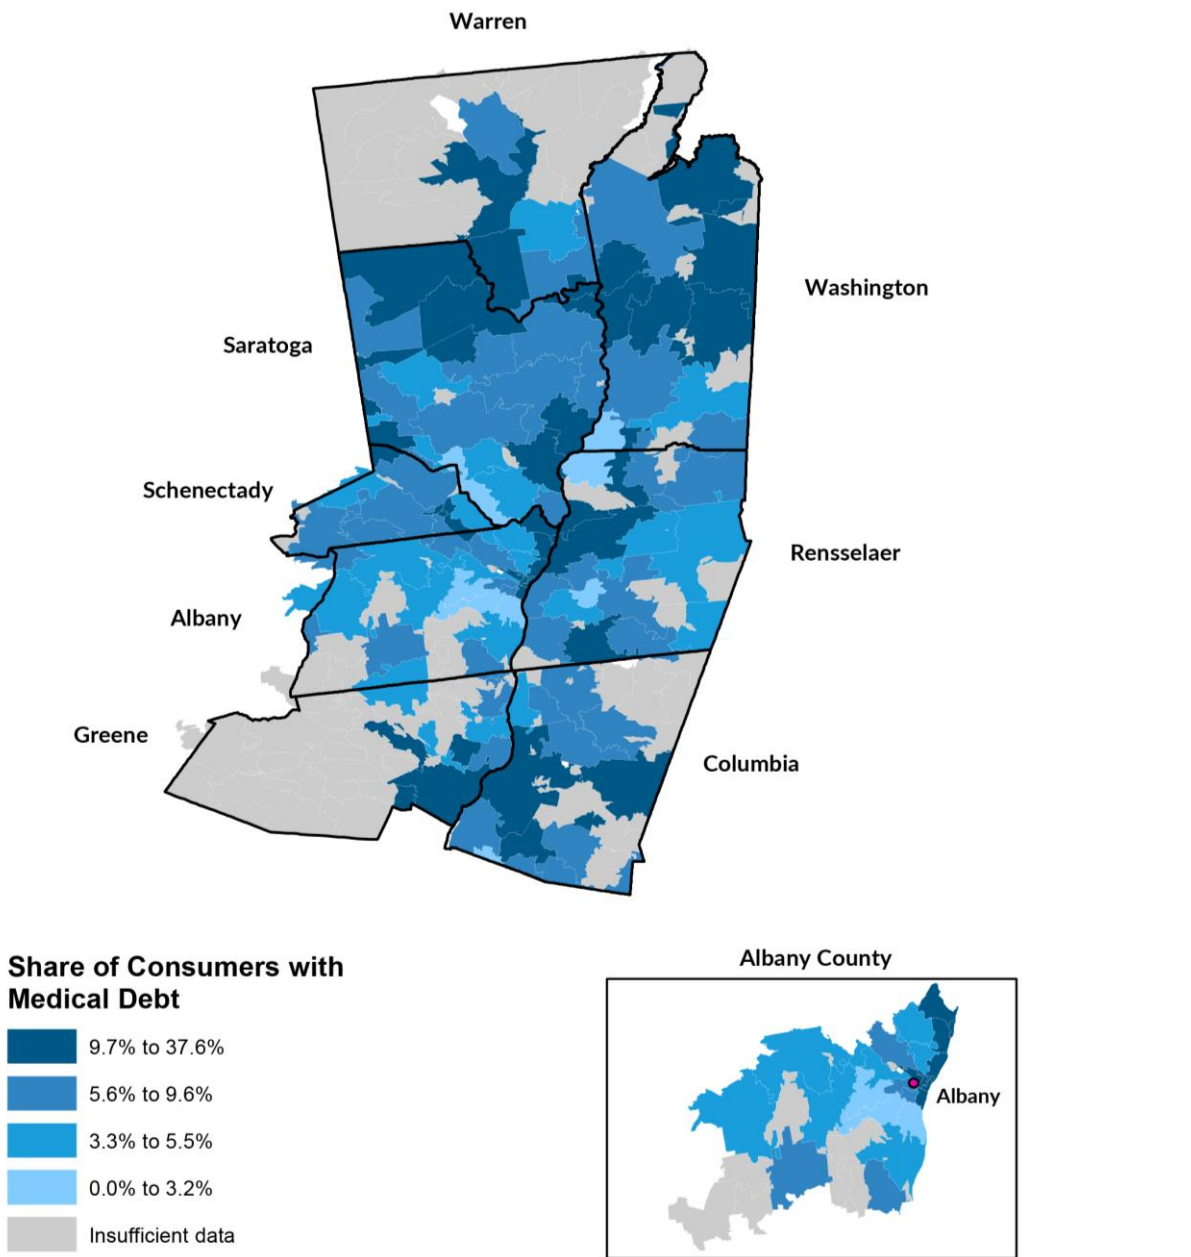 Warren
Washington
Saratoga
Schenectady
Rensselaer
Albany
Greene
Columbia
Share of Consumers with
Medical Debt
9.7% to 37.6%
5.6% to 9.6%
3.3% to 5.5%
0.0% to 3.2%
Insufficient data
Albany County
Albany